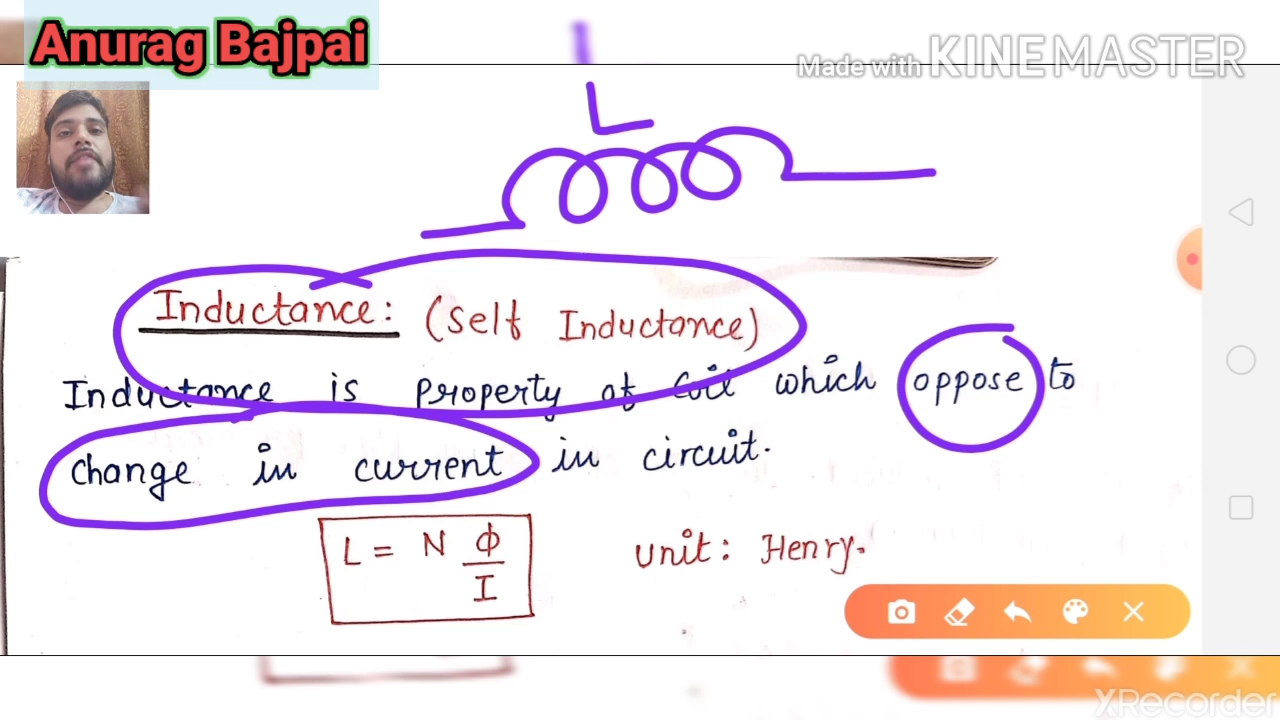 Anurag Bajpai
Made with KINEMASTER
L
Inductance: (Self Inductance)
Inductance is property of coil which oppose to
change in current in circuit.
L = N Φ/I
unit: Henry.
XRecorder